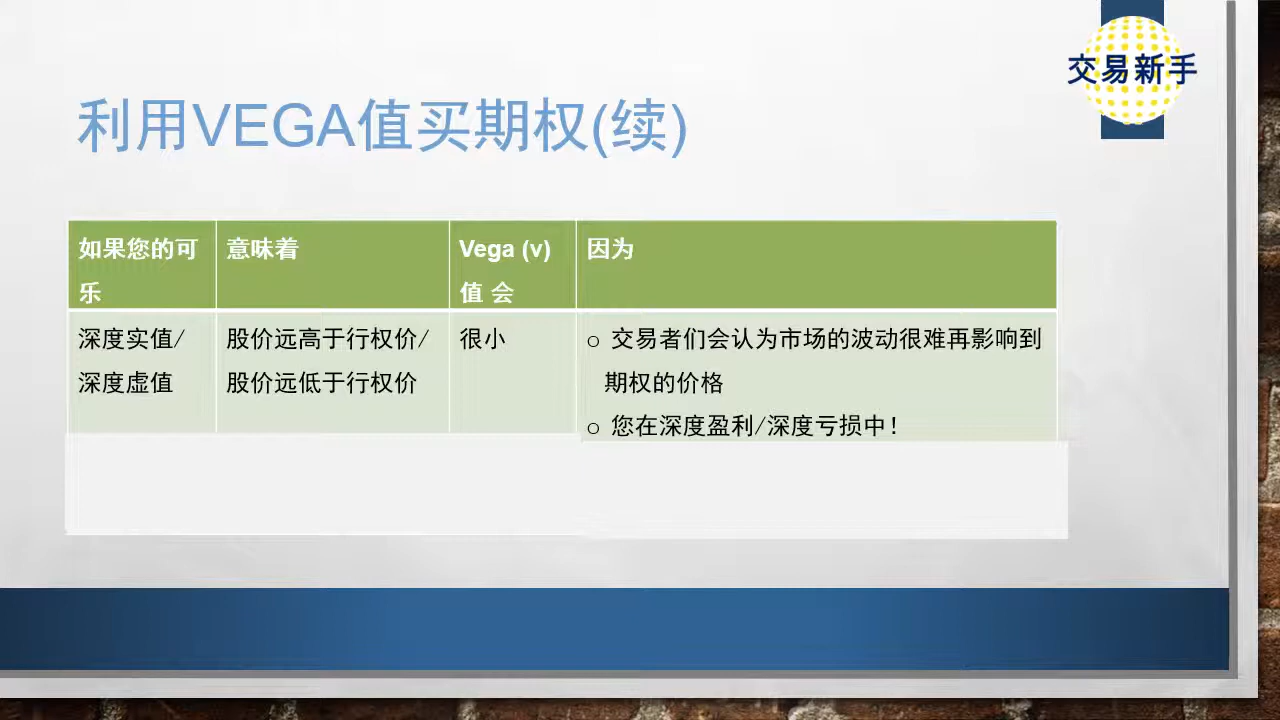 交易新手
利用VEGA值买期权(续)
如果您的可
乐
意味着
Vega (v)
值 会
因为
深度实值/
深度虚值
股价远高于行权价/
股价远低于行权价
很小
o 交易者们会认为市场的波动很难再影响到
期权的价格
o 您在深度盈利/深度亏损中！